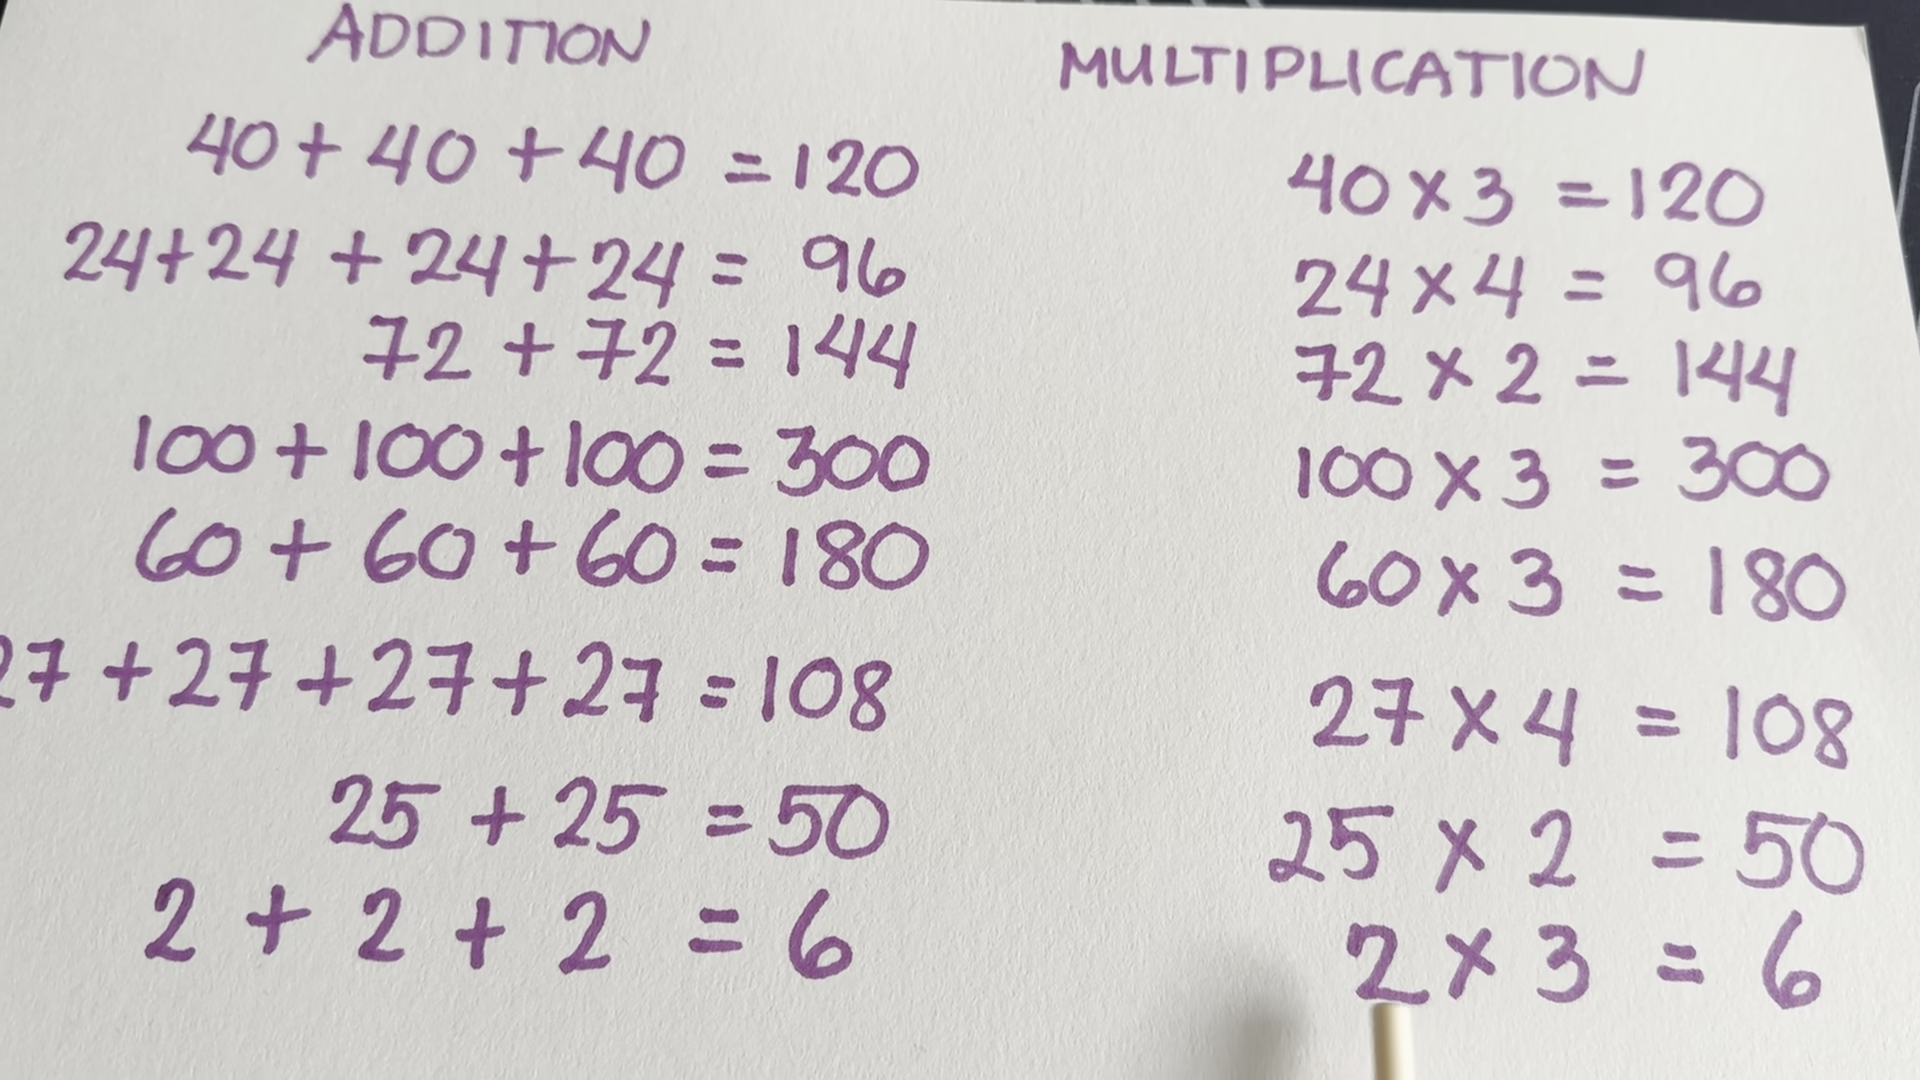 ADDITION
40 + 40 + 40 = 120
24+24 + 24 + 24 = 96
72 + 72 = 144
100 + 100 + 100 = 300
60 + 60 + 60 = 180
27 + 27 + 27 + 27 = 108
25 + 25 = 50
2 + 2 + 2 = 6
MULTIPLICATION
40 x 3 = 120
24 x 4 = 96
72 x 2 = 144
100 x 3 = 300
60 x 3 = 180
27 x 4 = 108
25 x 2 = 50
2 x 3 = 6